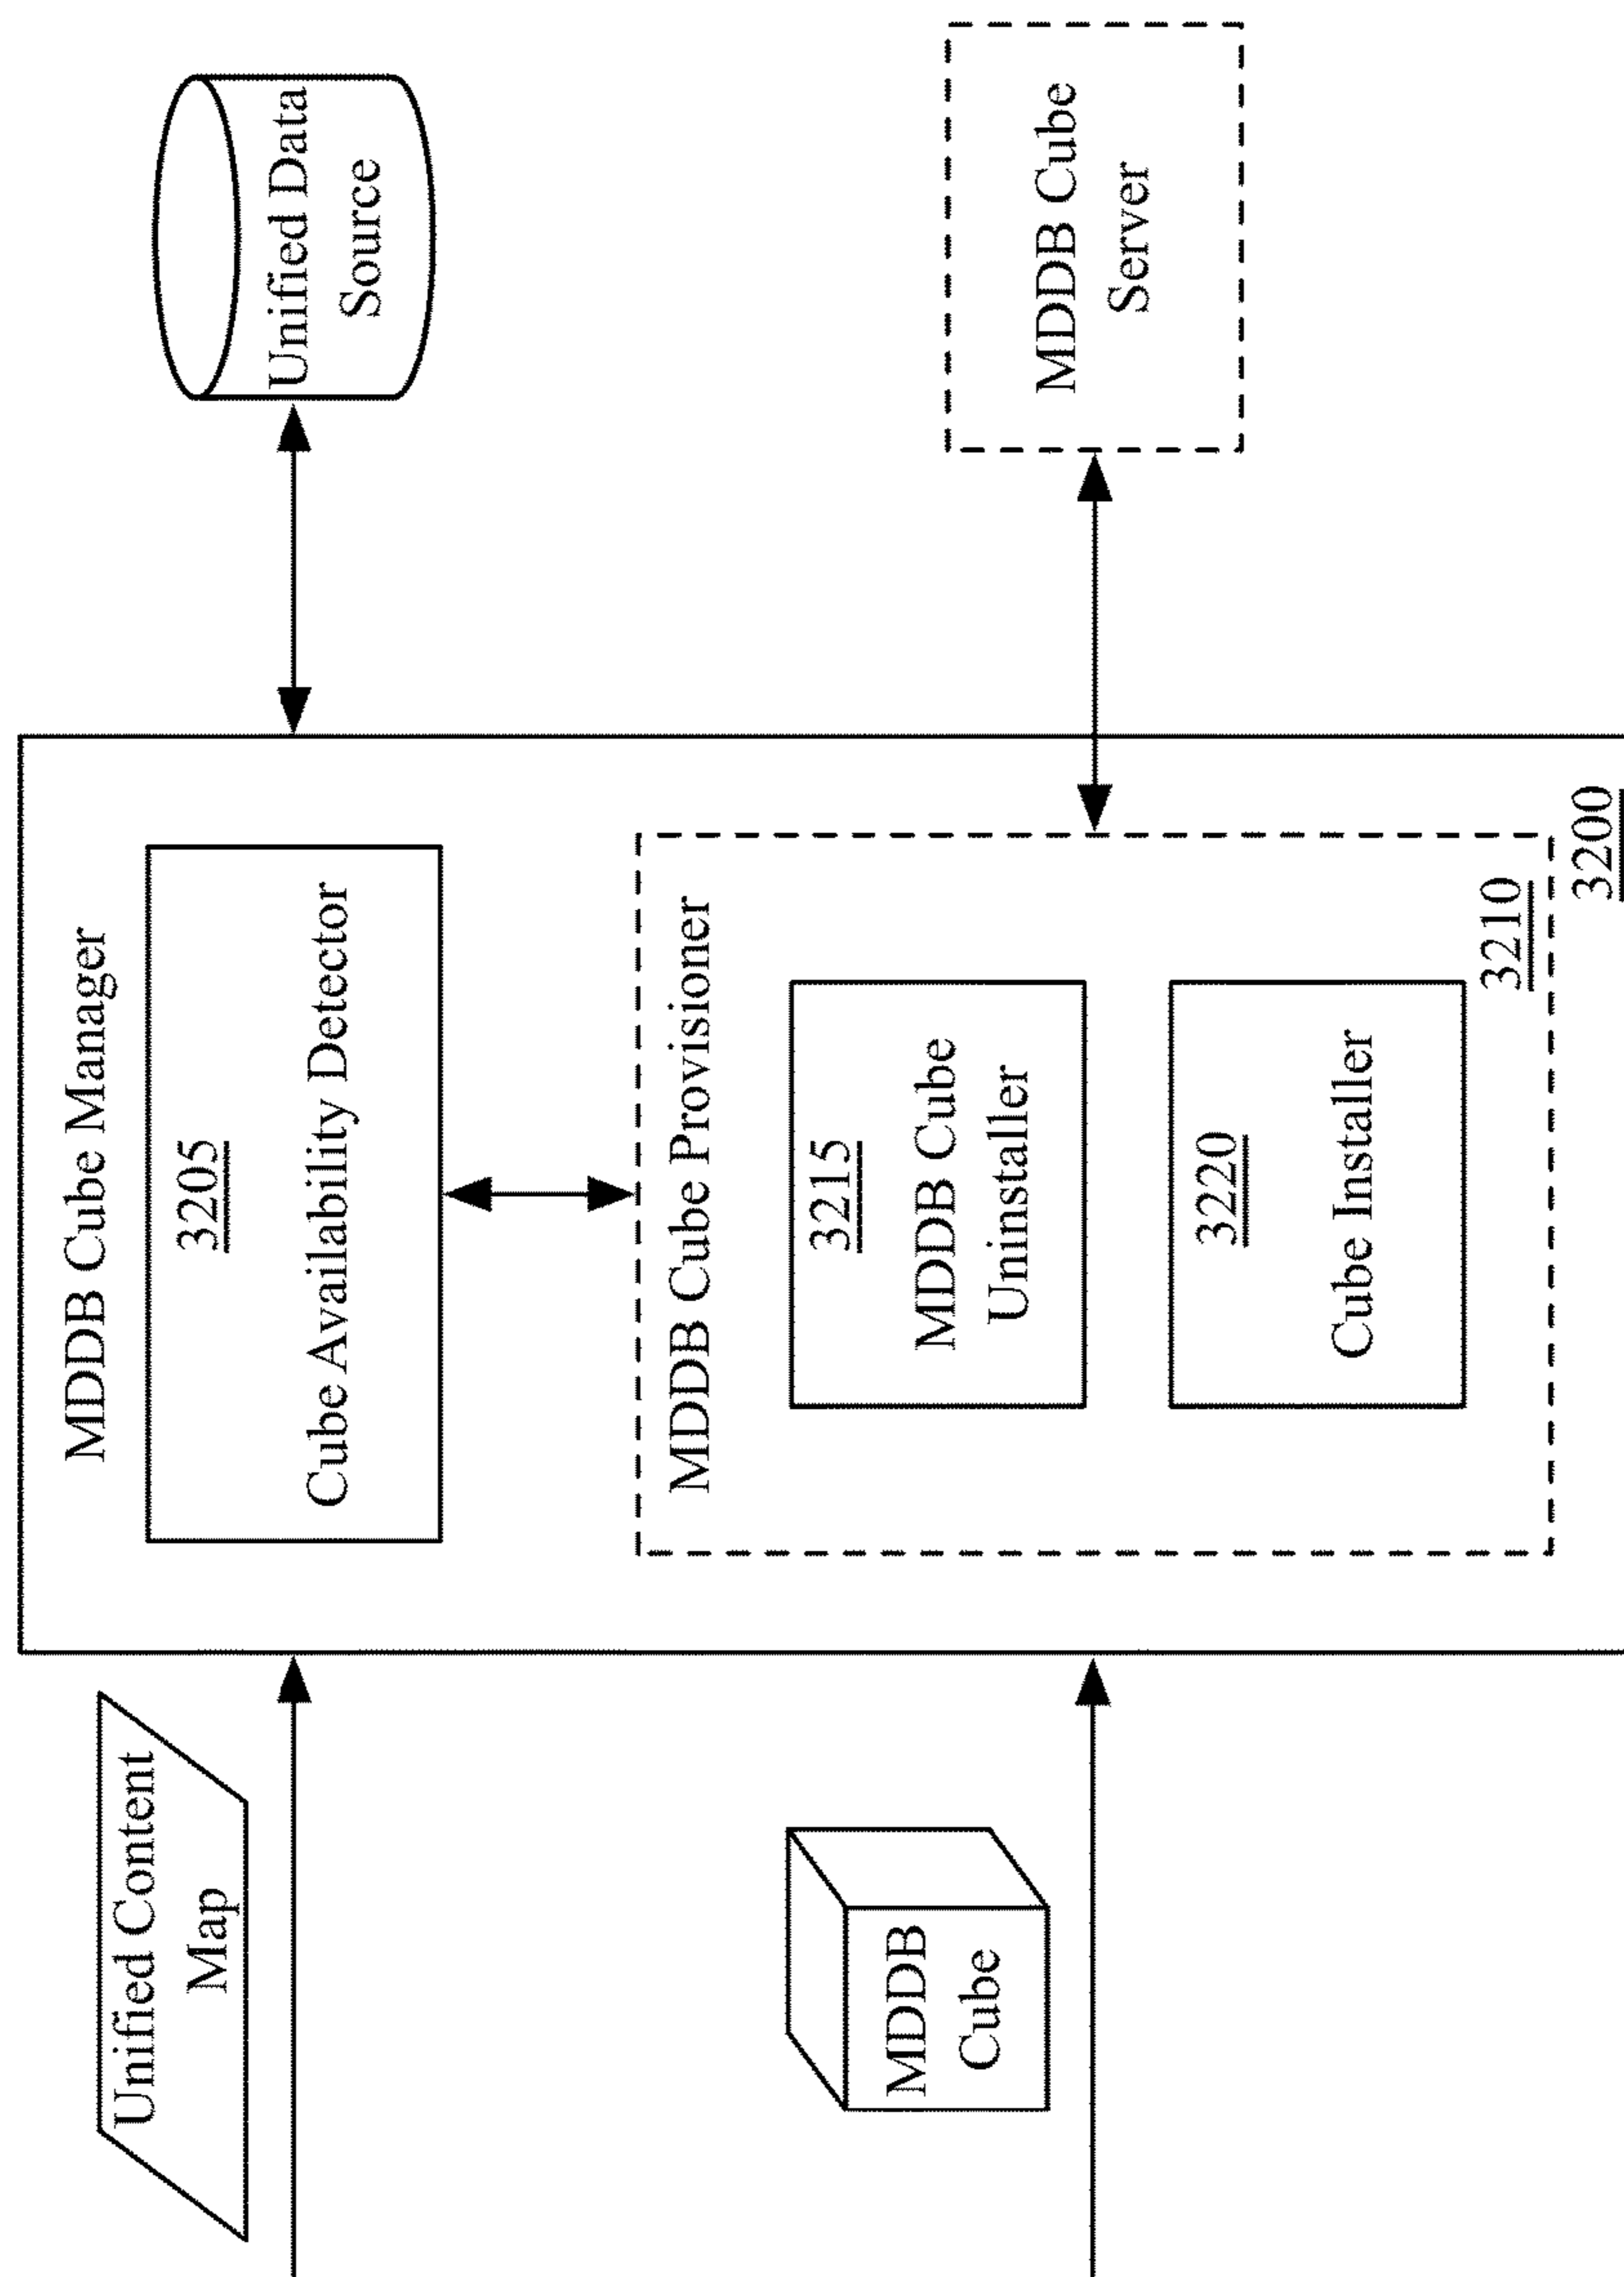 Unified Content
Map
MDDB
Cube
MDDB Cube Manager
3205
Cube Availability Detector
MDDB Cube Provisioner
3215
MDDB Cube
Uninstaller
3220
Cube Installer
3210
3200
Unified Data
Source
MDDB Cube
Server